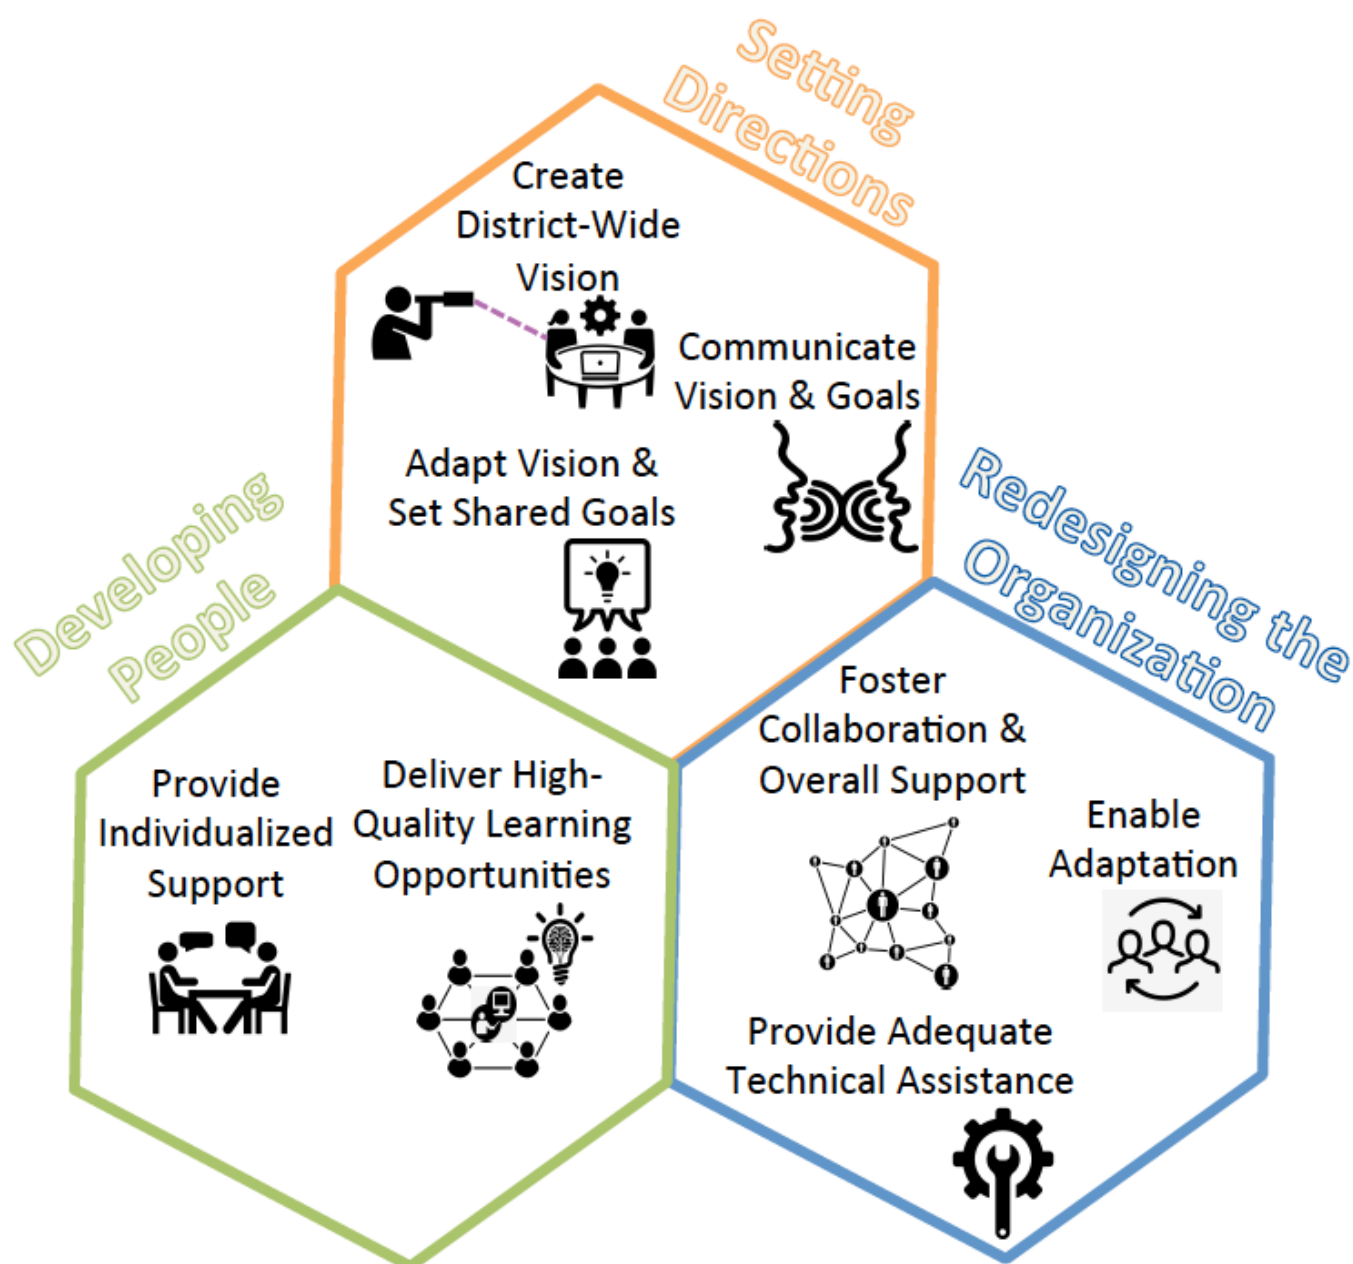 Setting
Directions
Create
District-Wide
Vision
Communicate
Vision & Goals
Adapt Vision &
Set Shared Goals
Developing
People
Provide
Individualized
Support
Deliver High-
Quality Learning
Opportunities
Redesigning the
Organization
Foster
Collaboration &
Overall Support
Enable
Adaptation
Provide Adequate
Technical Assistance